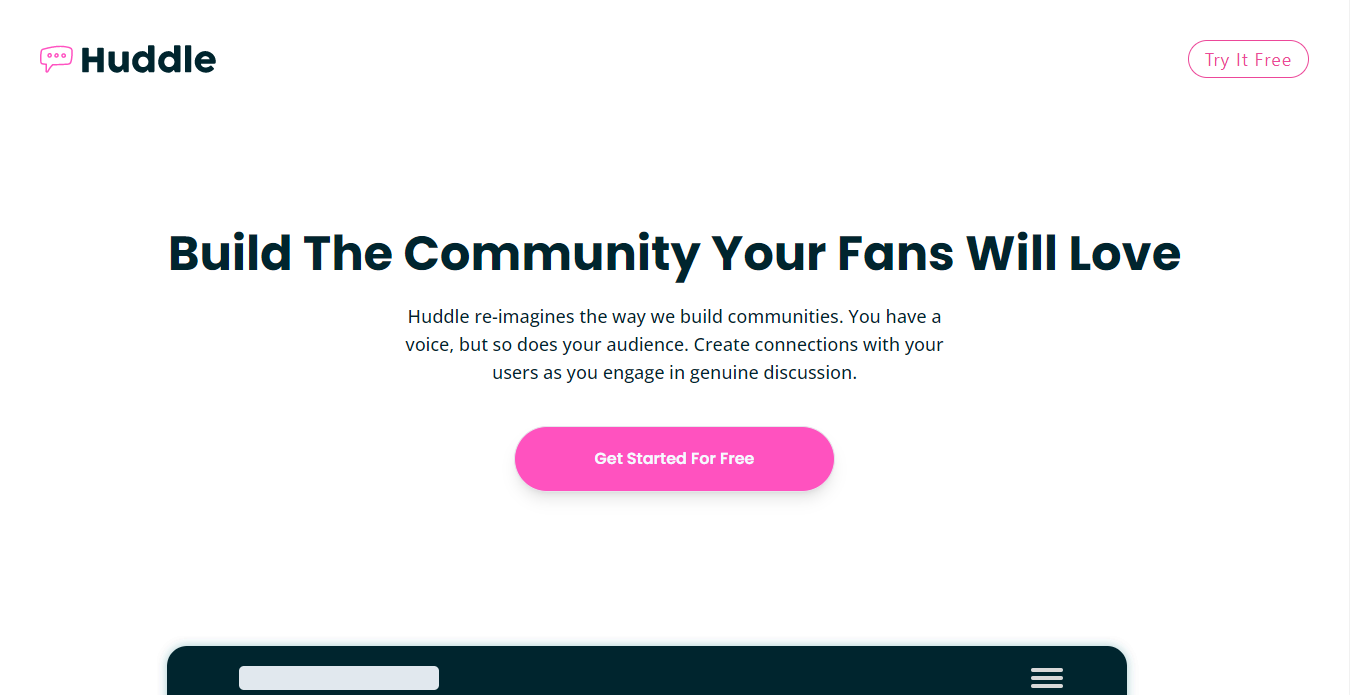 Huddle
Try It Free
Build The Community Your Fans Will Love
Huddle re-imagines the way we build communities. You have a
voice, but so does your audience. Create connections with your
users as you engage in genuine discussion.
Get Started For Free